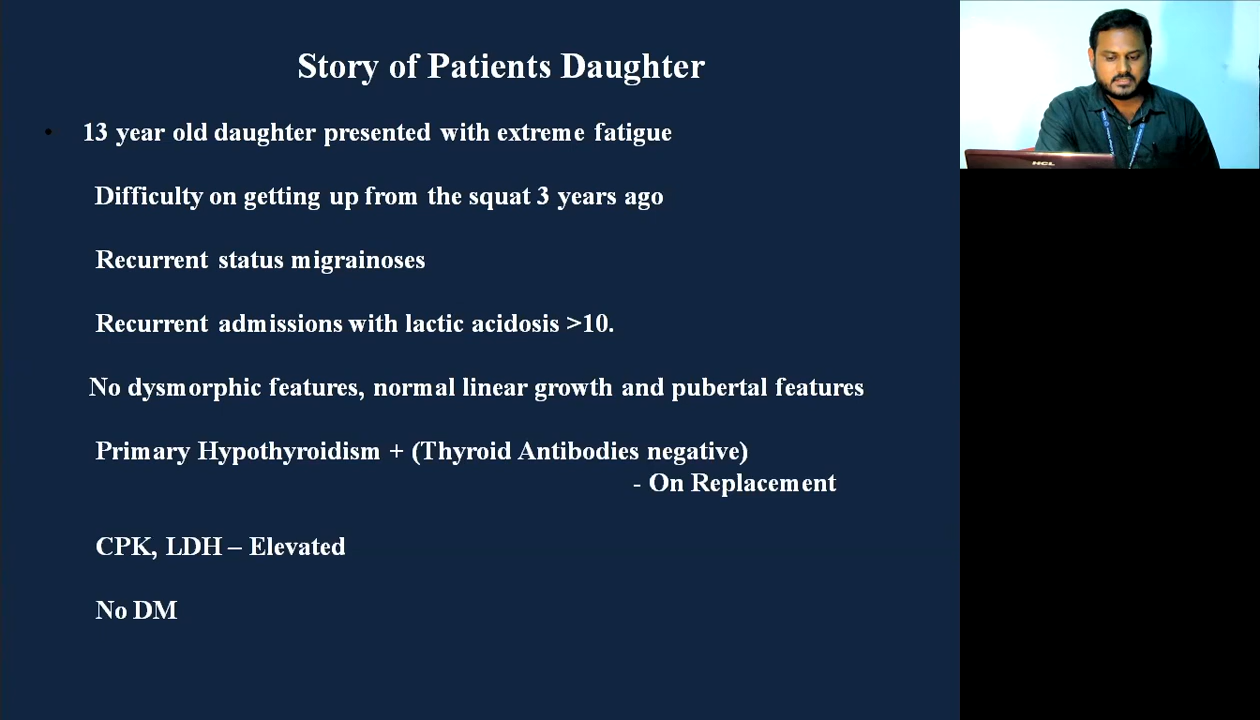 Story of Patients Daughter
• 13 year old daughter presented with extreme fatigue
Difficulty on getting up from the squat 3 years ago
Recurrent status migrainoses
Recurrent admissions with lactic acidosis >10.
No dysmorphic features, normal linear growth and pubertal features
Primary Hypothyroidism + (Thyroid Antibodies negative)
- On Replacement
CPK, LDH – Elevated
No DM
HCL